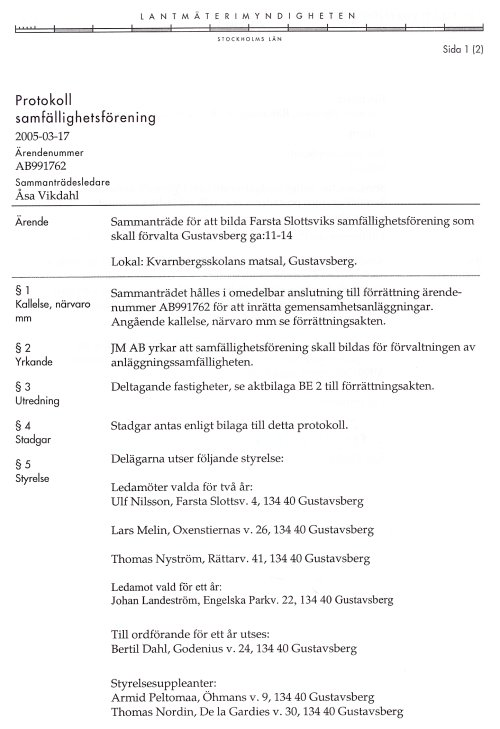 LANTMÄTERIMYNDIGHETEN
STOCKHOLMS LÄN
Sida 1 (2)
Protokoll
samfällighetsförening
2005-03-17
Ärendenummer
AB991762
Sammanträdesledare
Åsa Vikdahl
Ärende
Sammanträde för att bilda Farsta Slottsviks samfällighetsförening som
skall förvalta Gustavsberg ga:11-14
Lokal: Kvarnbergsskolans matsal, Gustavsberg.
§ 1
Kallelse, närvaro
mm
Sammanträdet hålles i omedelbar anslutning till förrättning ärende-
nummer AB991762 för att inrätta gemensamhetsanläggningar.
Angående kallelse, närvaro mm se förrättningsakten.
§ 2
Yrkande
JM AB yrkar att samfällighetsförening skall bildas för förvaltningen av
anläggningssamfälligheten.
§ 3
Utredning
Deltagande fastigheter, se aktbilaga BE 2 till förrättningsakten.
§ 4
Stadgar
Stadgar antas enligt bilaga till detta protokoll.
§ 5
Styrelse
Delägarna utser följande styrelse:
Ledamöter valda för två år:
Ulf Nilsson, Farsta Slottsv. 4, 134 40 Gustavsberg
Lars Melin, Oxenstiernas v. 26, 134 40 Gustavsberg
Thomas Nyström, Rättarv. 41, 134 40 Gustavsberg
Ledamot vald för ett år:
Johan Landeström, Engelska Parkv. 22, 134 40 Gustavsberg
Till ordförande för ett år utses:
Bertil Dahl, Godenius v. 24, 134 40 Gustavsberg
Styrelsesuppleanter:
Armid Peltomaa, Öhmans v. 9, 134 40 Gustavsberg
Thomas Nordin, De la Gardies v. 30, 134 40 Gustavsberg